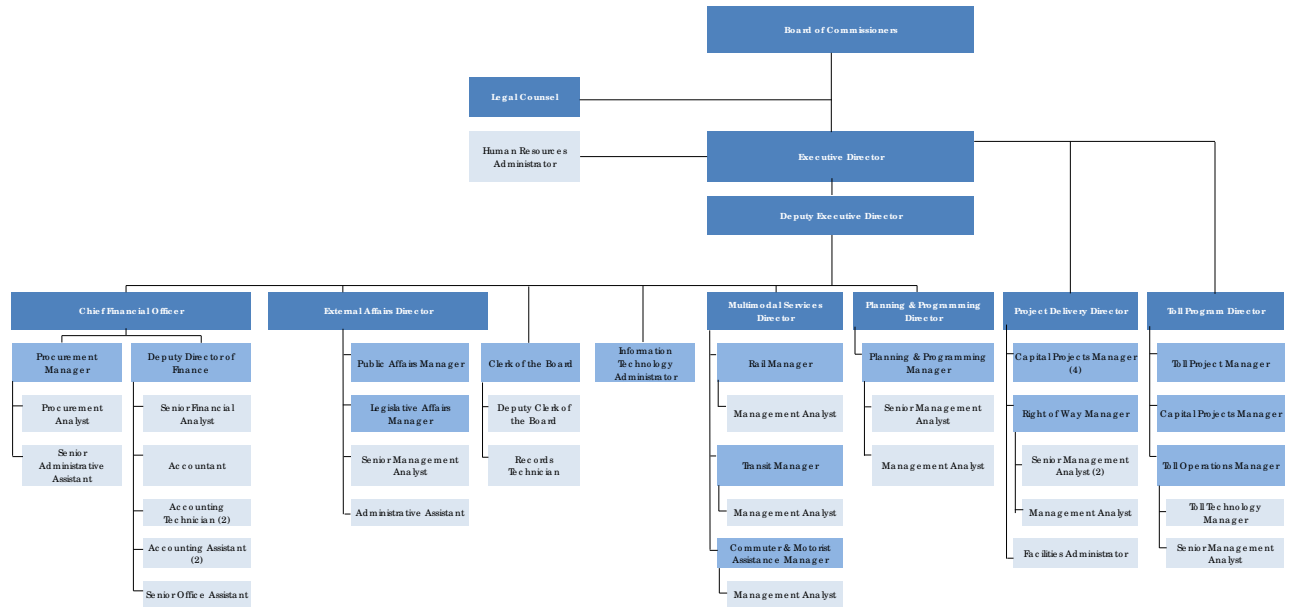 Board of Commissioners
Legal Counsel
Human Resources
Administrator
Executive Director
Deputy Executive Director
Chief Financial Officer
Procurement
Manager
Procurement
Analyst
Senior
Administrative
Assistant
Deputy Director of
Finance
Senior Financial
Analyst
Accountant
Accounting
Technician (2)
Accounting Assistant
(2)
Senior Office Assistant
External Affairs Director
Public Affairs Manager
Legislative Affairs
Manager
Senior Management
Analyst
Administrative Assistant
Clerk of the Board
Deputy Clerk of
the Board
Records
Technician
Information
Technology
Administrator
Multimodal Services
Director
Rail Manager
Management Analyst
Transit Manager
Management Analyst
Commuter & Motorist
Assistance Manager
Management Analyst
Planning & Programming
Director
Planning & Programming
Manager
Senior Management
Analyst
Management Analyst
Project Delivery Director
Capital Projects Manager
(4)
Right of Way Manager
Senior Management
Analyst (2)
Management Analyst
Facilities Administrator
Toll Program Director
Toll Project Manager
Capital Projects Manager
Toll Operations Manager
Toll Technology
Manager
Senior Management
Analyst